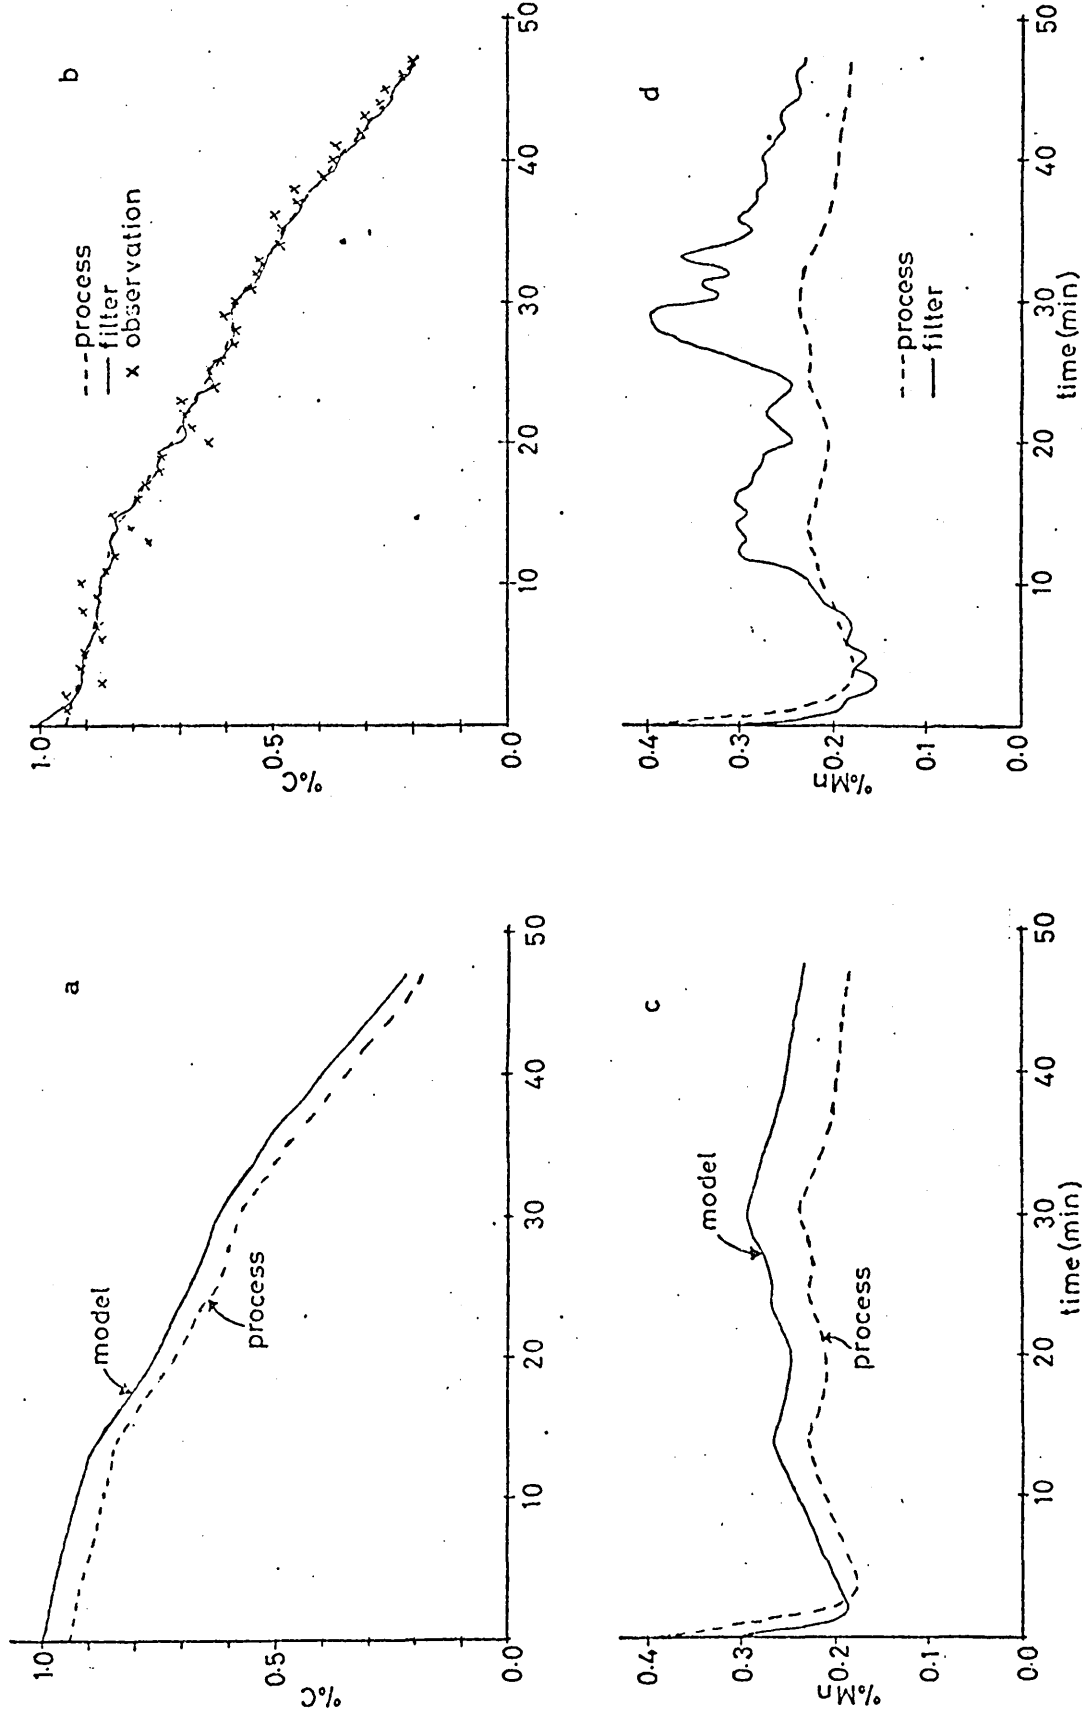 a
1.0
0.5
0.0
%C
model
process
10
20
30
40
50
b
1.0
0.5
0.0
%C
---process
—filter
x observation
10
20
30
40
50
c
0.4
0.3
0.2
0.1
0.0
%Mn
model
process
10
20
30
40
50
time (min)
d
0.4
0.3
0.2
0.1
0.0
%Mn
---process
—filter
10
20
30
40
50
time (min)